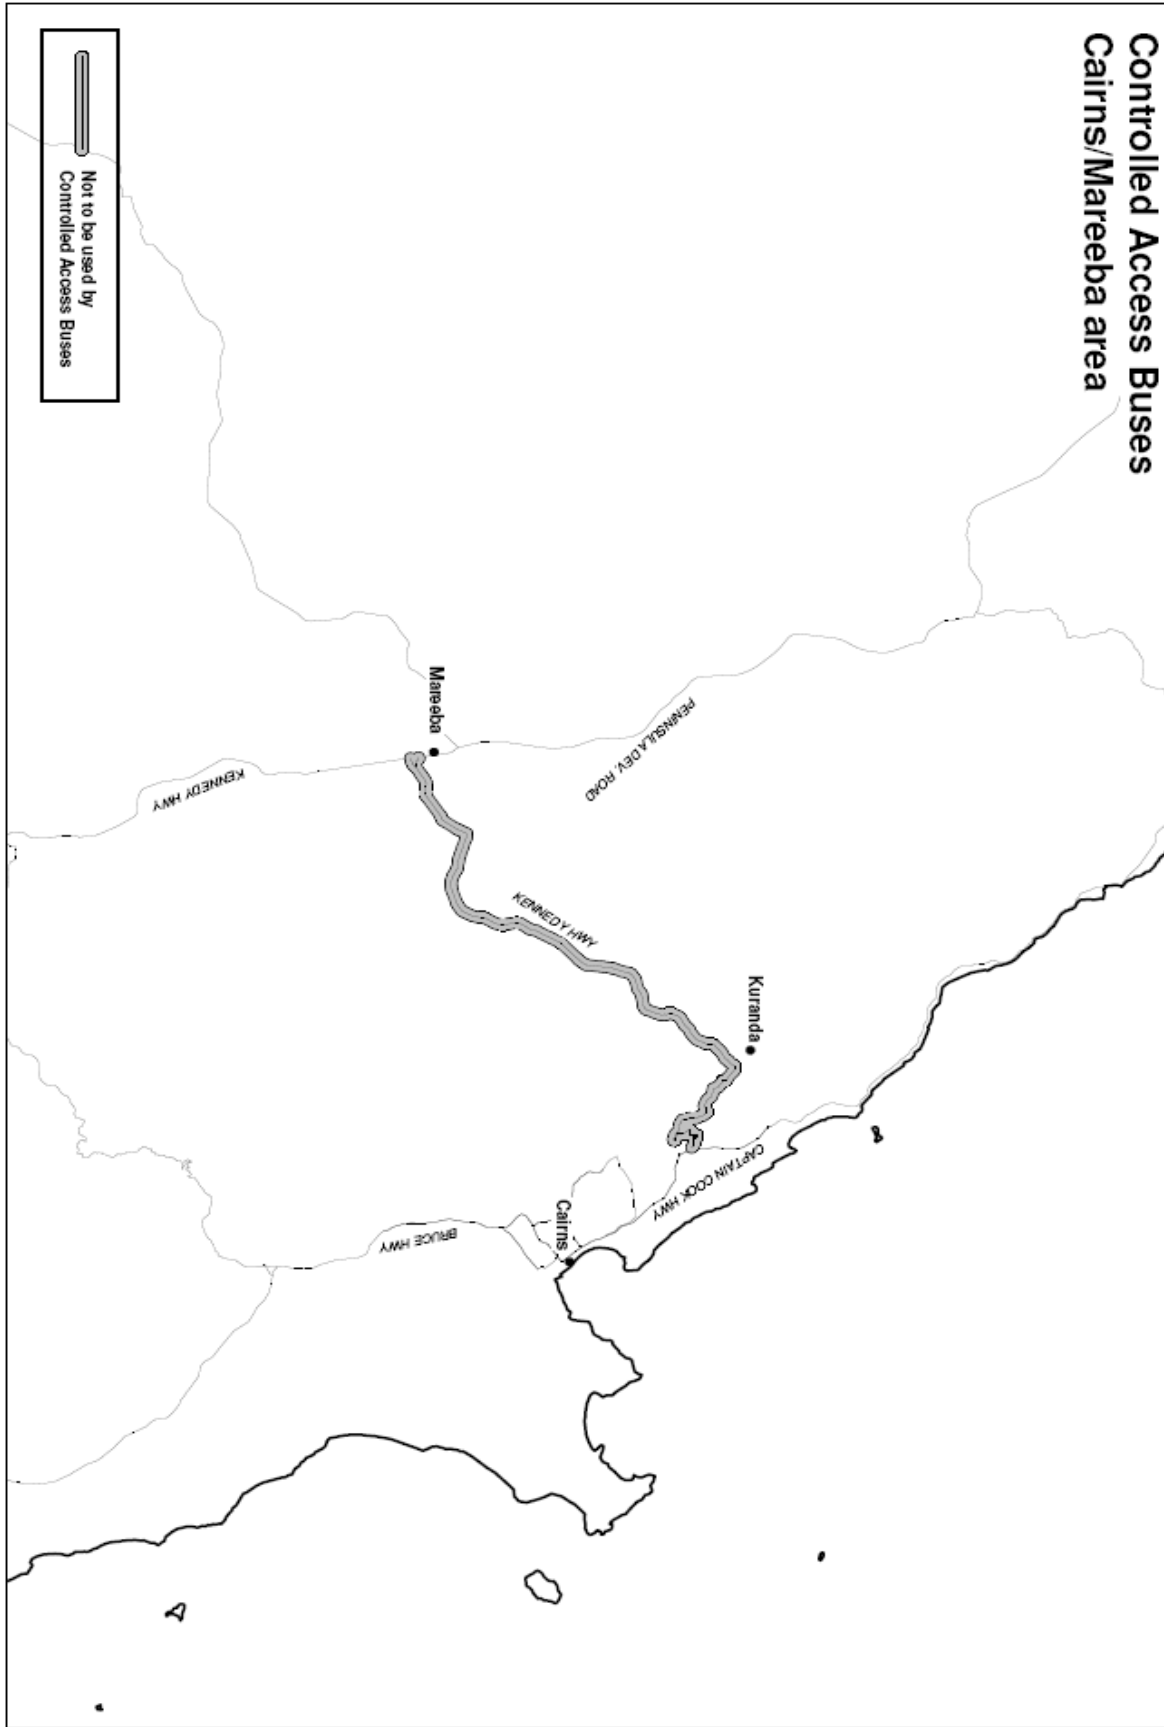 Controlled Access Buses
Cairns/Mareeba area
PENINSULA DEV. ROAD
Kuranda
CAPTAIN COOK HWY
KENNEDY HWY
Cairns
Mareeba
BRUCE HWY
KENNEDY HWY
Not to be used by
Controlled Access Buses